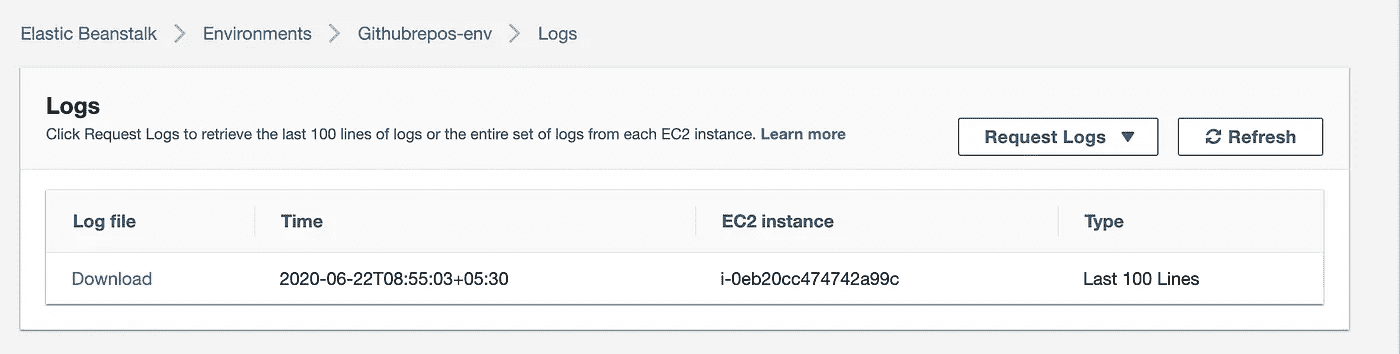 Elastic Beanstalk > Environments > Githubrepos-env > Logs
Logs
Click Request Logs to retrieve the last 100 lines of logs or the entire set of logs from each EC2 instance. Learn more
Request Logs ▼ Refresh
Log file Time EC2 instance Type
Download 2020-06-22T08:55:03+05:30 i-0eb20cc474742a99c Last 100 Lines